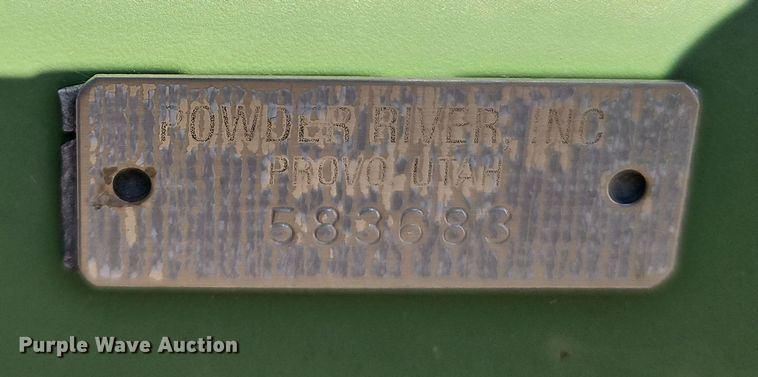 POWDER RIVER, INC
PROVO, UTAH
583683
Purple Wave Auction